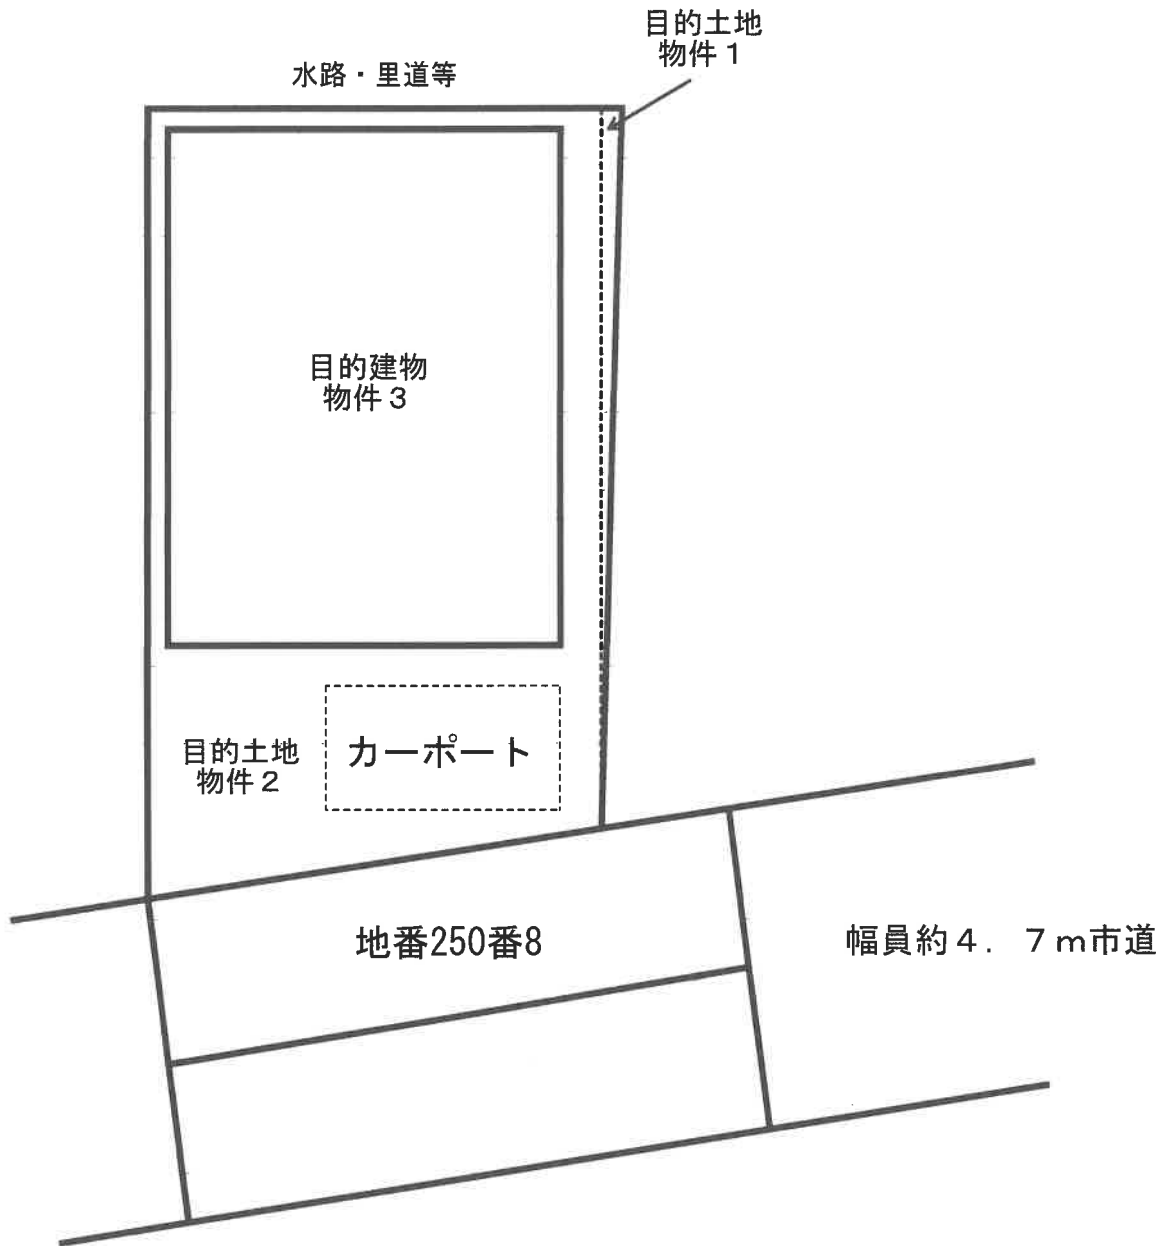 目的土地
物件１
水路・里道等
目的建物
物件３
目的土地
物件２
カーポート
地番250番8
幅員約４．７ｍ市道